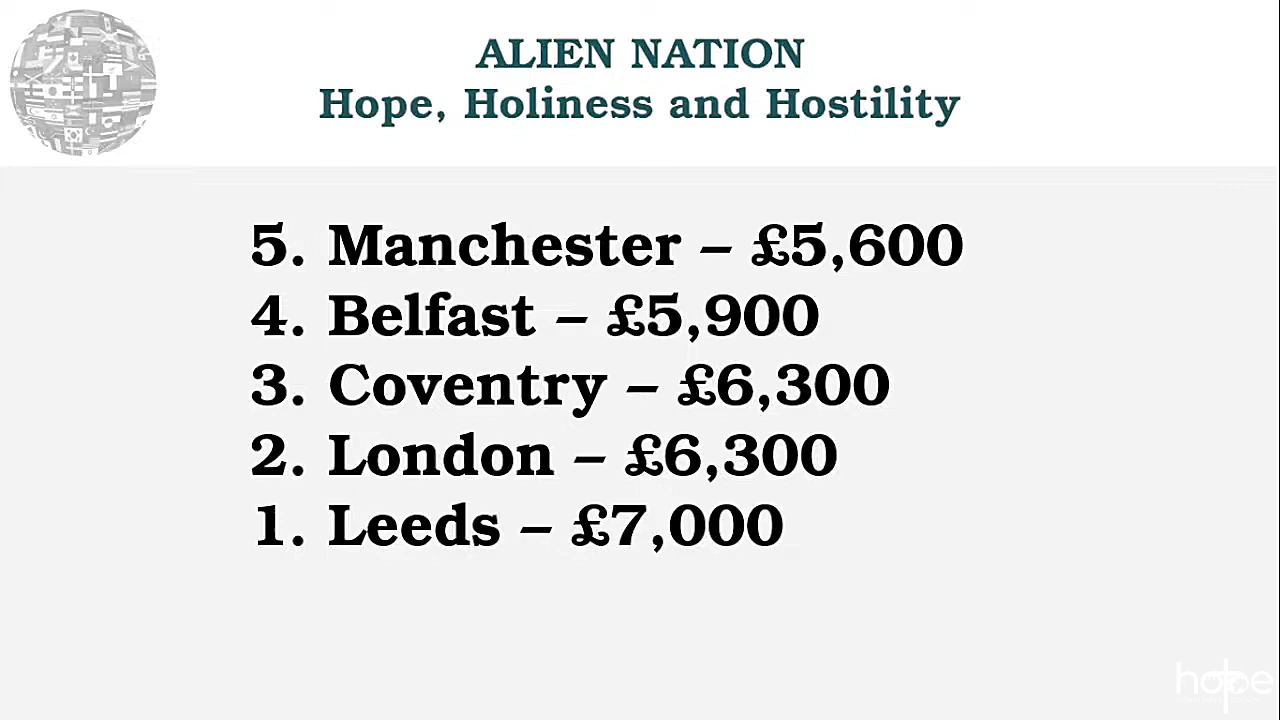 ALIEN NATION
Hope, Holiness and Hostility
5. Manchester – £5,600
4. Belfast – £5,900
3. Coventry – £6,300
2. London – £6,300
1. Leeds – £7,000
hope